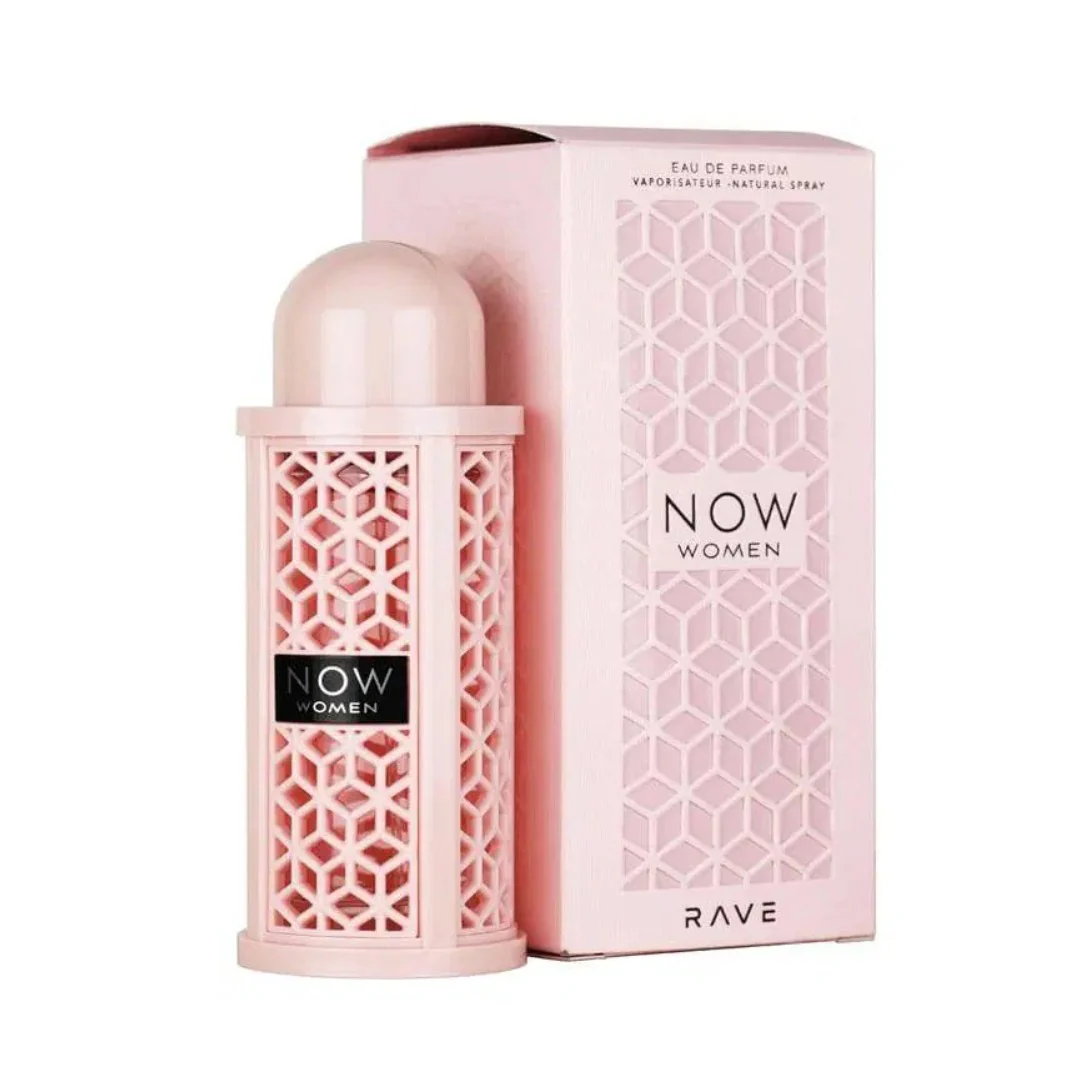 EAU DE PARFUM
VAPORISATEUR -NATURAL SPRAY
NOW
WOMEN
RAVE
NOW
WOMEN